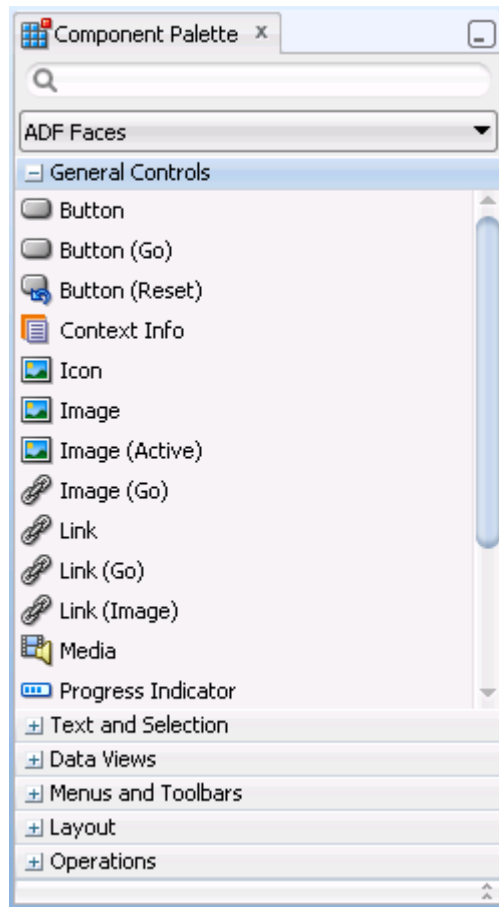 Component Palette
ADF Faces
General Controls
Button
Button (Go)
Button (Reset)
Context Info
Icon
Image
Image (Active)
Image (Go)
Link
Link (Go)
Link (Image)
Media
Progress Indicator
Text and Selection
Data Views
Menus and Toolbars
Layout
Operations